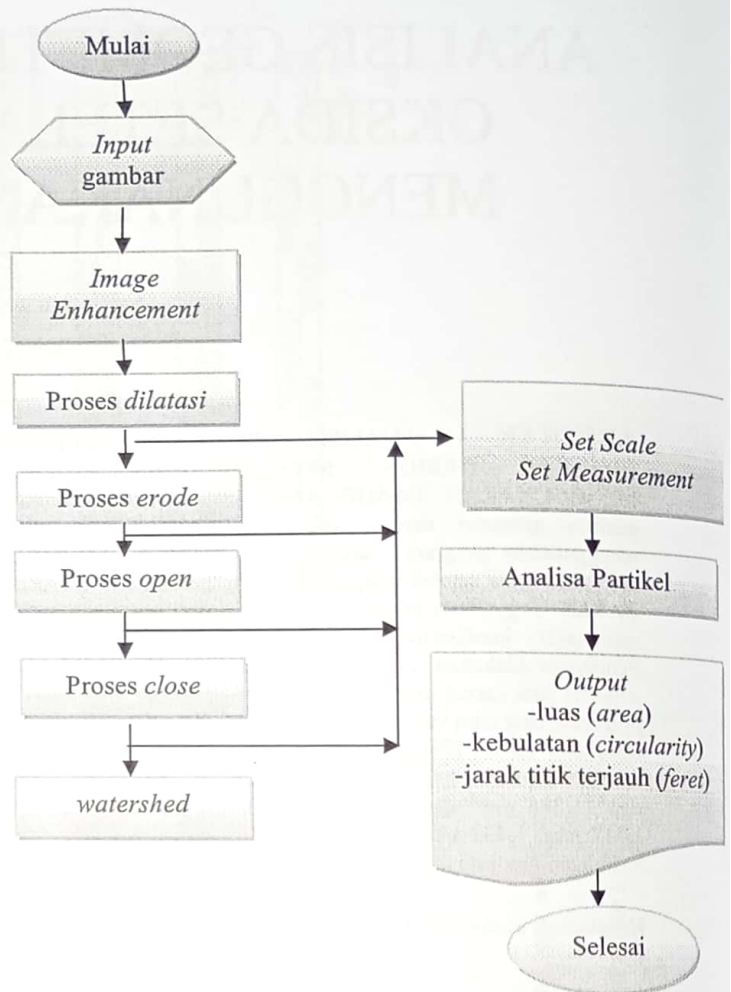 Mulai
Input
gambar
Image
Enhancement
Proses dilatasi
Proses erode
Proses open
Proses close
watershed
Set Scale
Set Measurement
Analisa Partikel
Output
-luas (area)
-kebulatan (circularity)
-jarak titik terjauh (feret)
Selesai